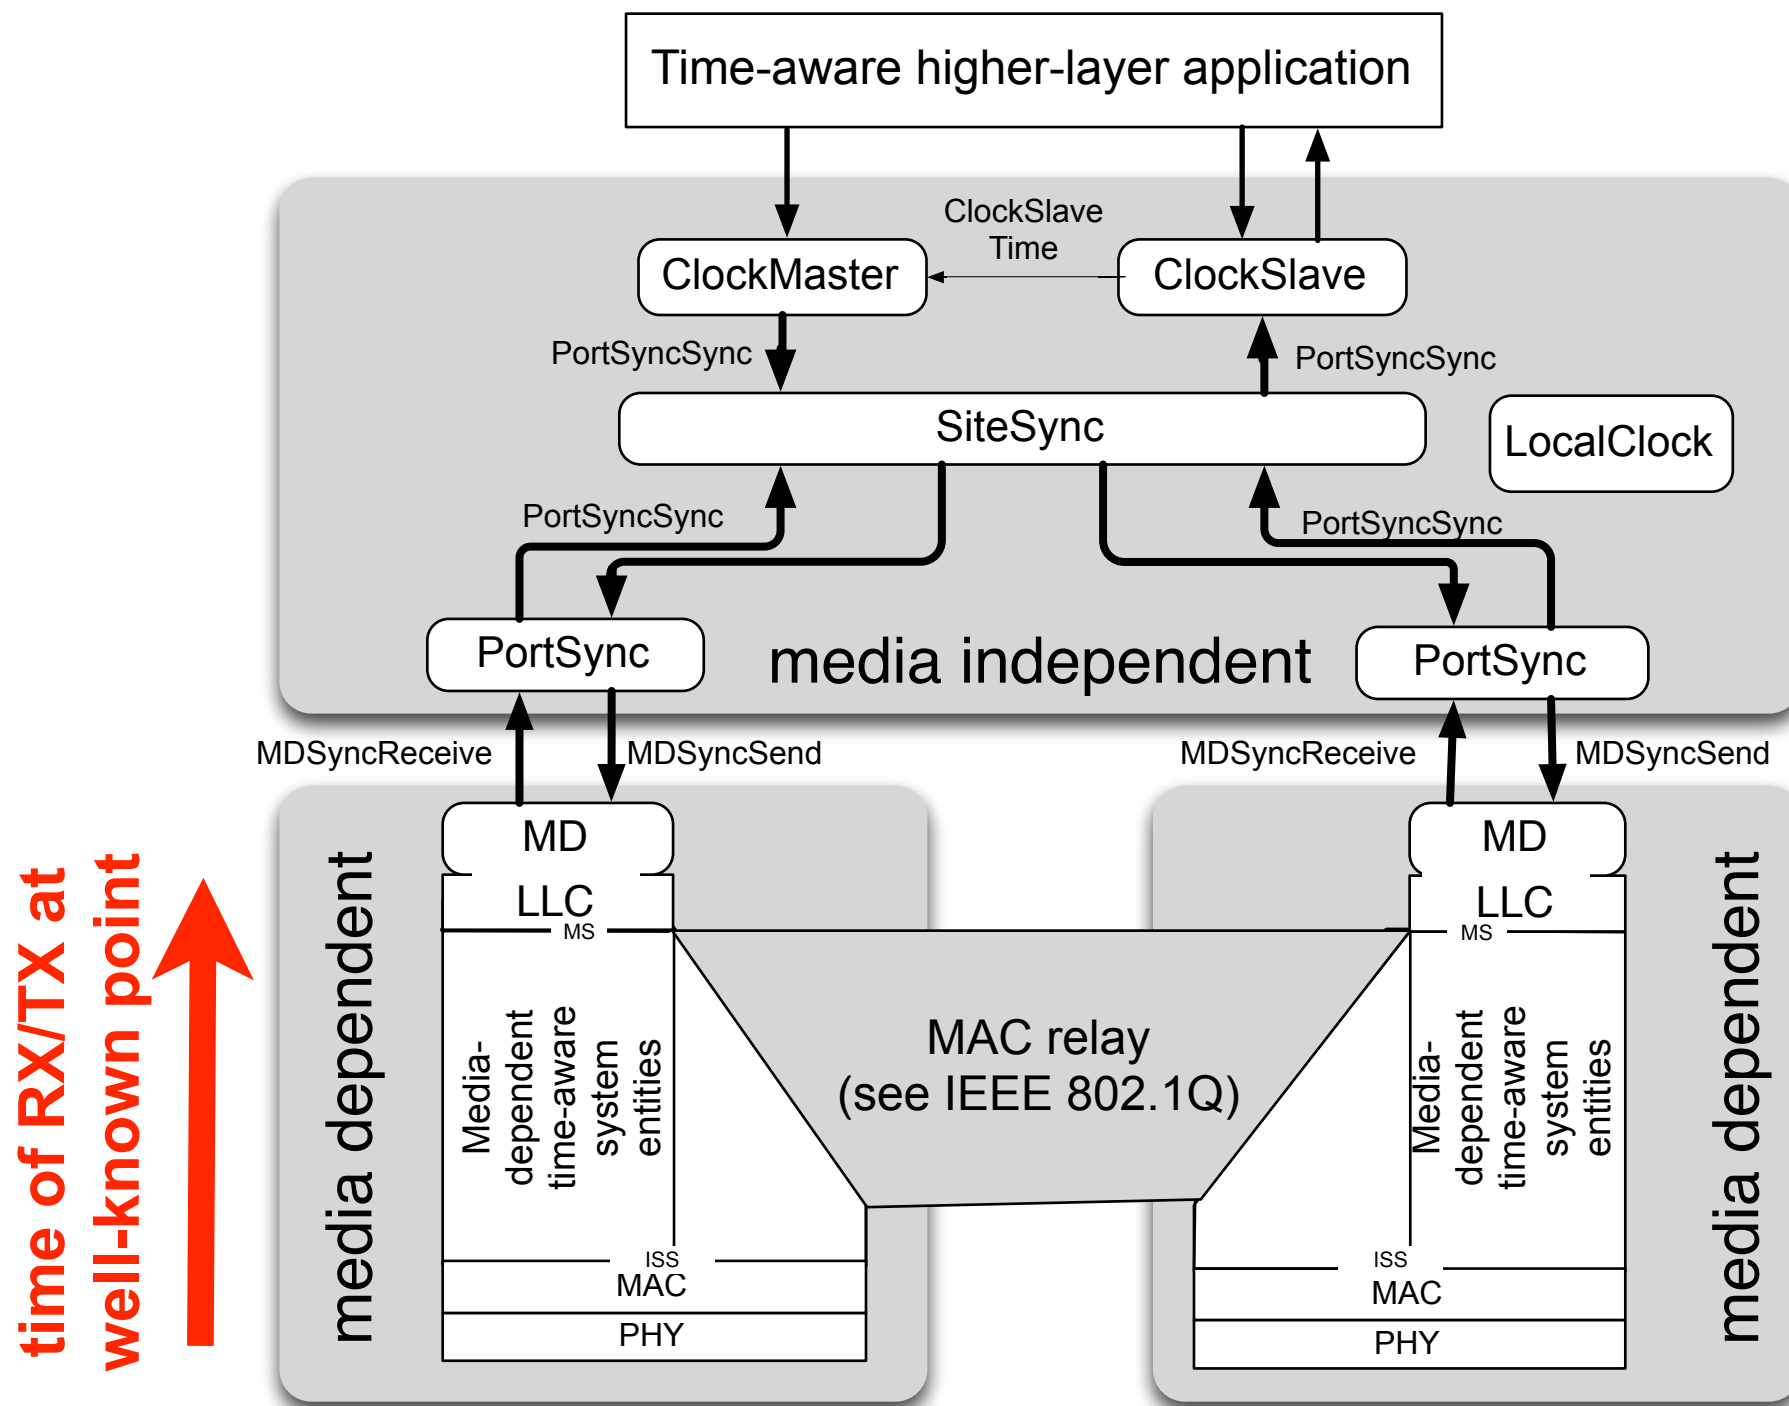 Time-aware higher-layer application
ClockSlave
Time
ClockMaster
ClockSlave
PortSyncSync
PortSyncSync
SiteSync
LocalClock
PortSyncSync
PortSyncSync
PortSync
media independent
PortSync
MDSyncReceive
MDSyncSend
MDSyncReceive
MDSyncSend
time of RX/TX at
well-known point
media dependent
MD
LLC
MS
Media-
dependent
time-aware
system
entities
ISS
MAC
PHY
MAC relay
(see IEEE 802.1Q)
MD
LLC
MS
Media-
dependent
time-aware
system
entities
ISS
MAC
PHY
media dependent